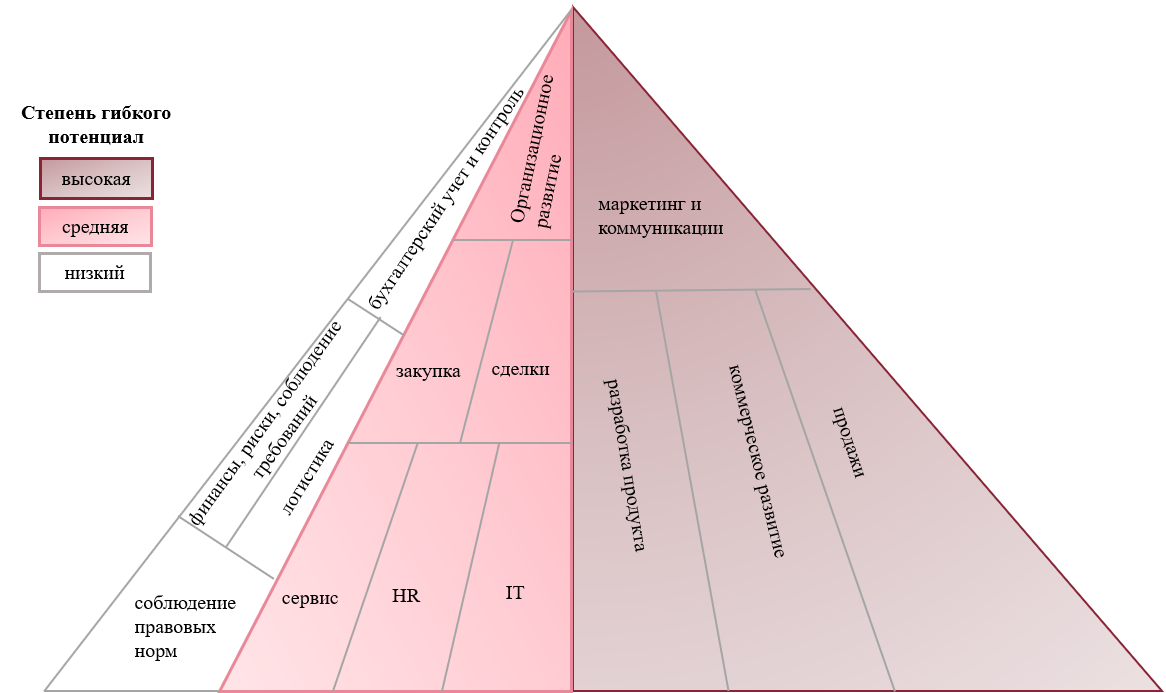 Степень гибкого
потенциал
высокая
средняя
низкий
бухгалтерский учет и контроль
Организационное
развитие
маркетинг и
коммуникации
финансы, риски, соблюдение
требований
логистика
закупка
сделки
разработка продукта
коммерческое развитие
продажи
соблюдение
правовых
норм
сервис
HR
IT